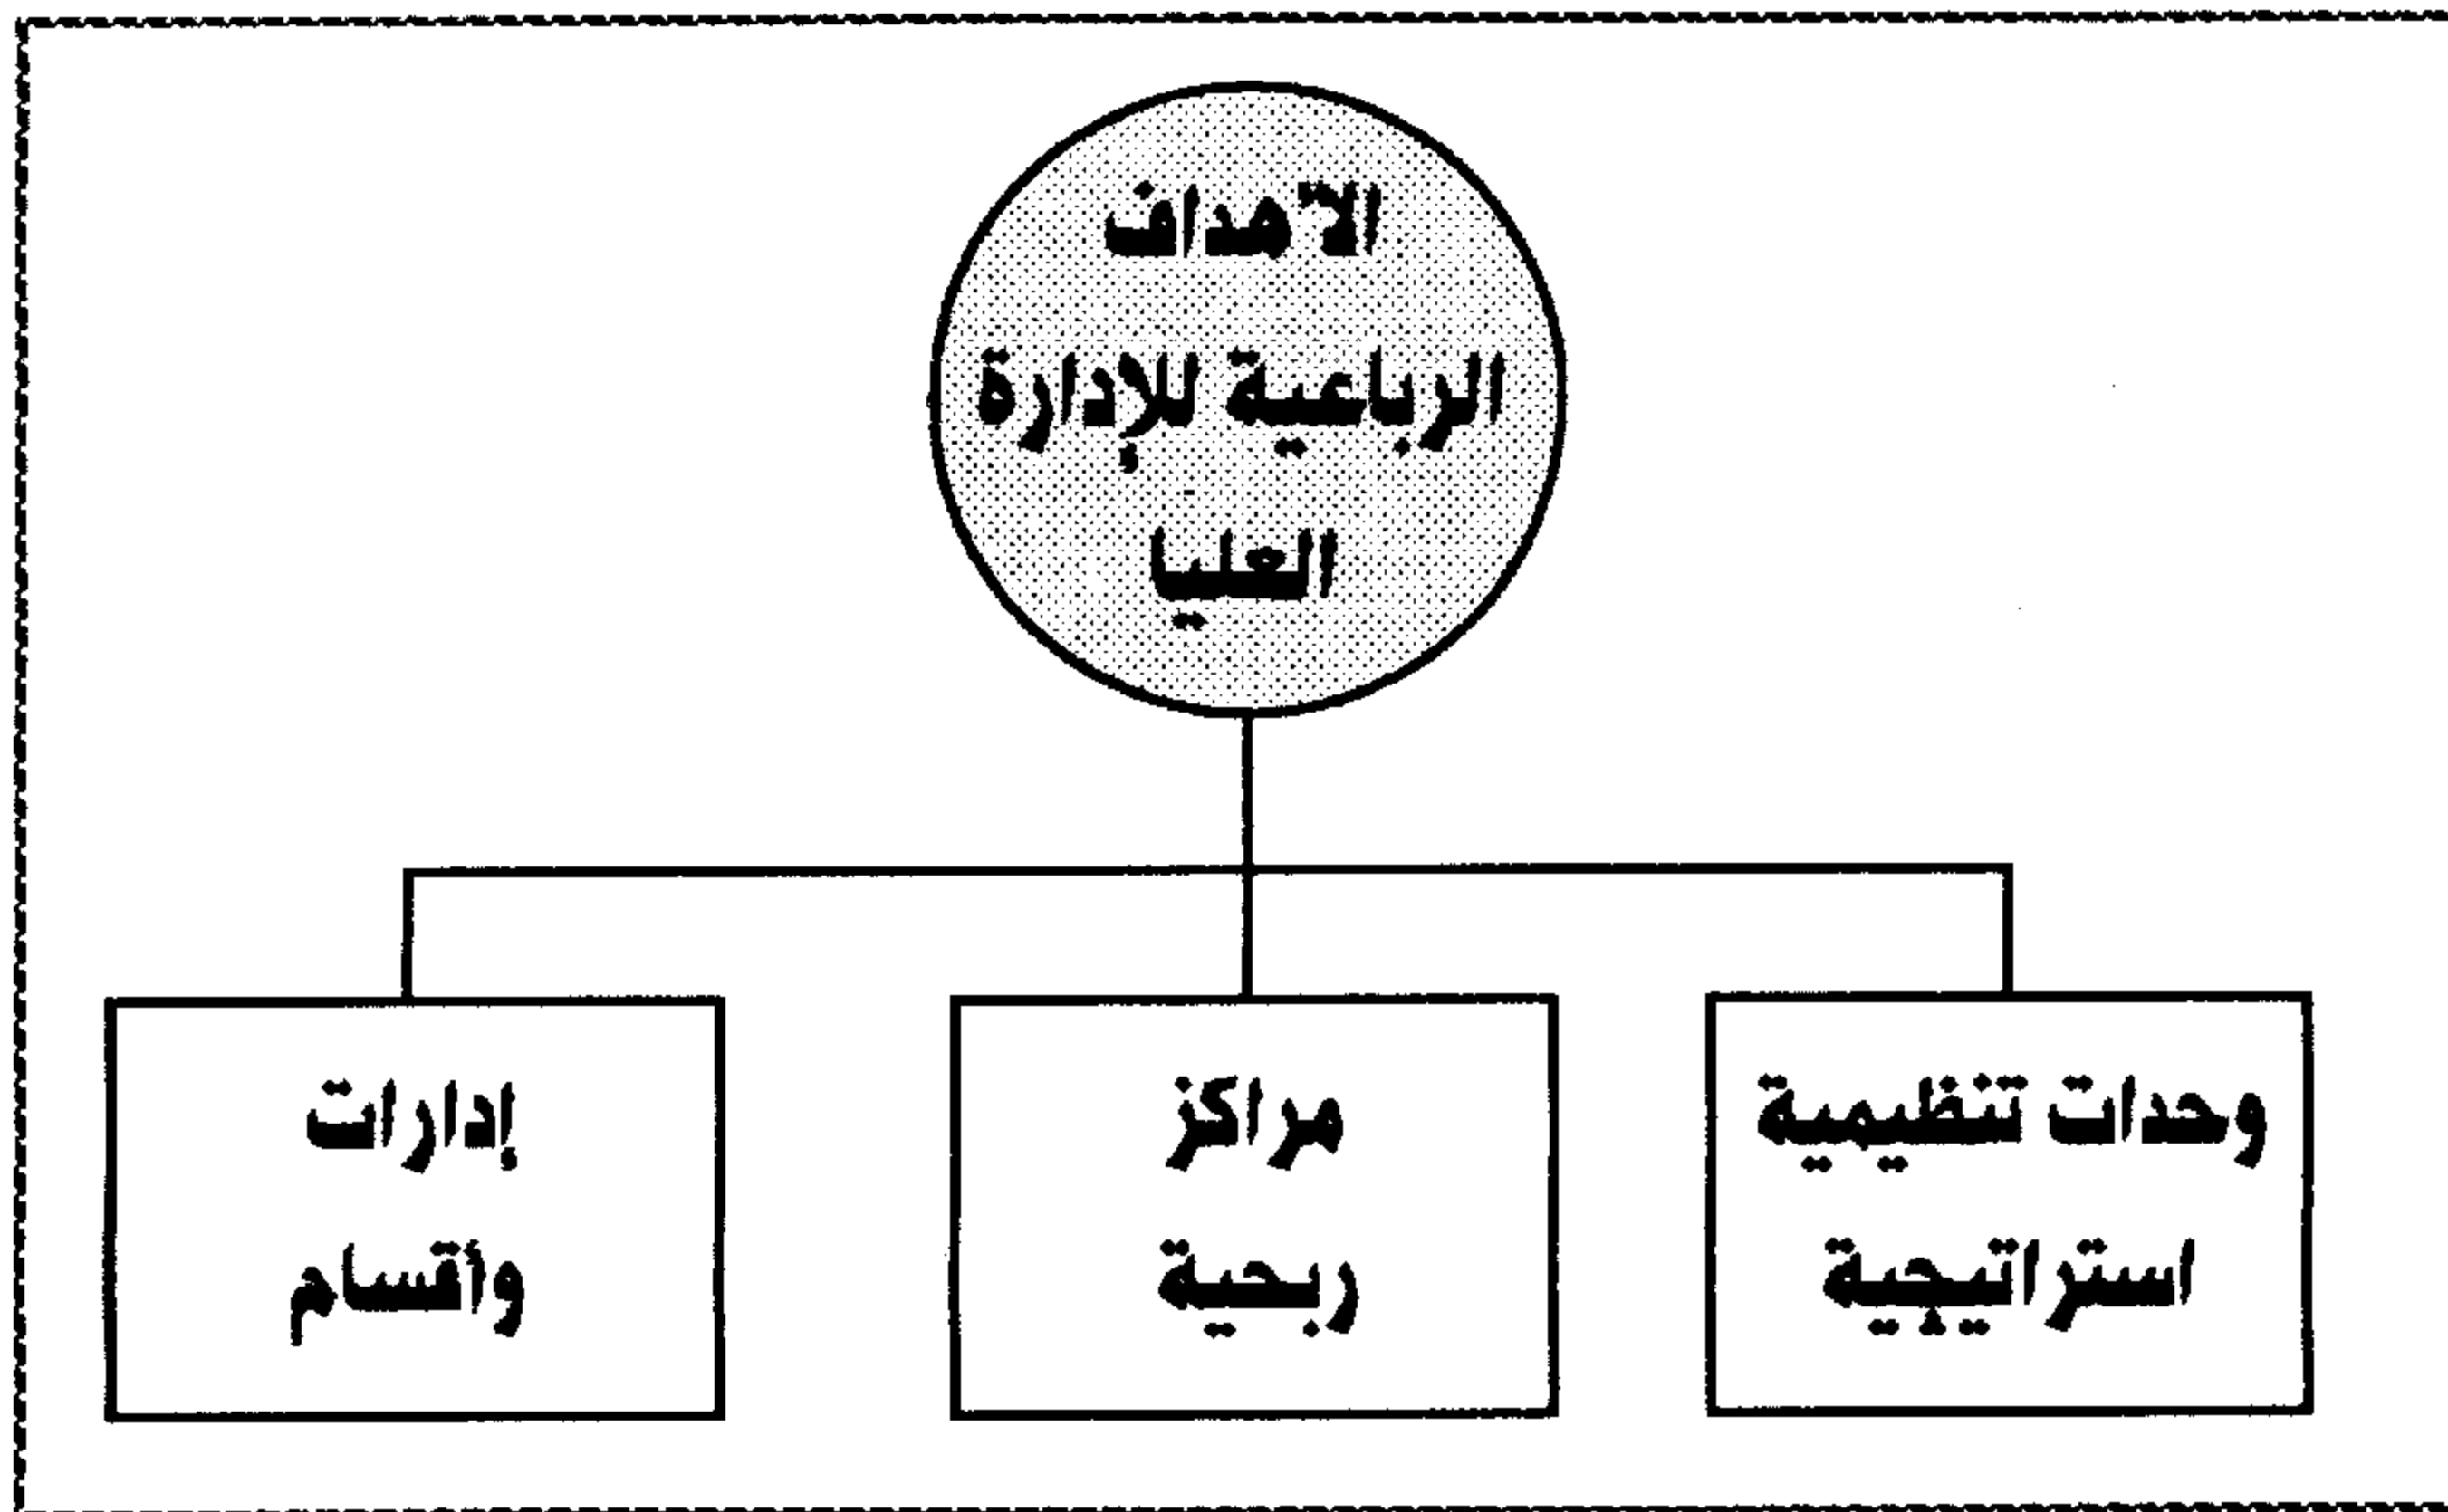 الأهداف
الرباعية للإدارة
العليا
وحدات تنظيمية
استراتيجية
مراكز
ربحية
إدارات
وأقسام